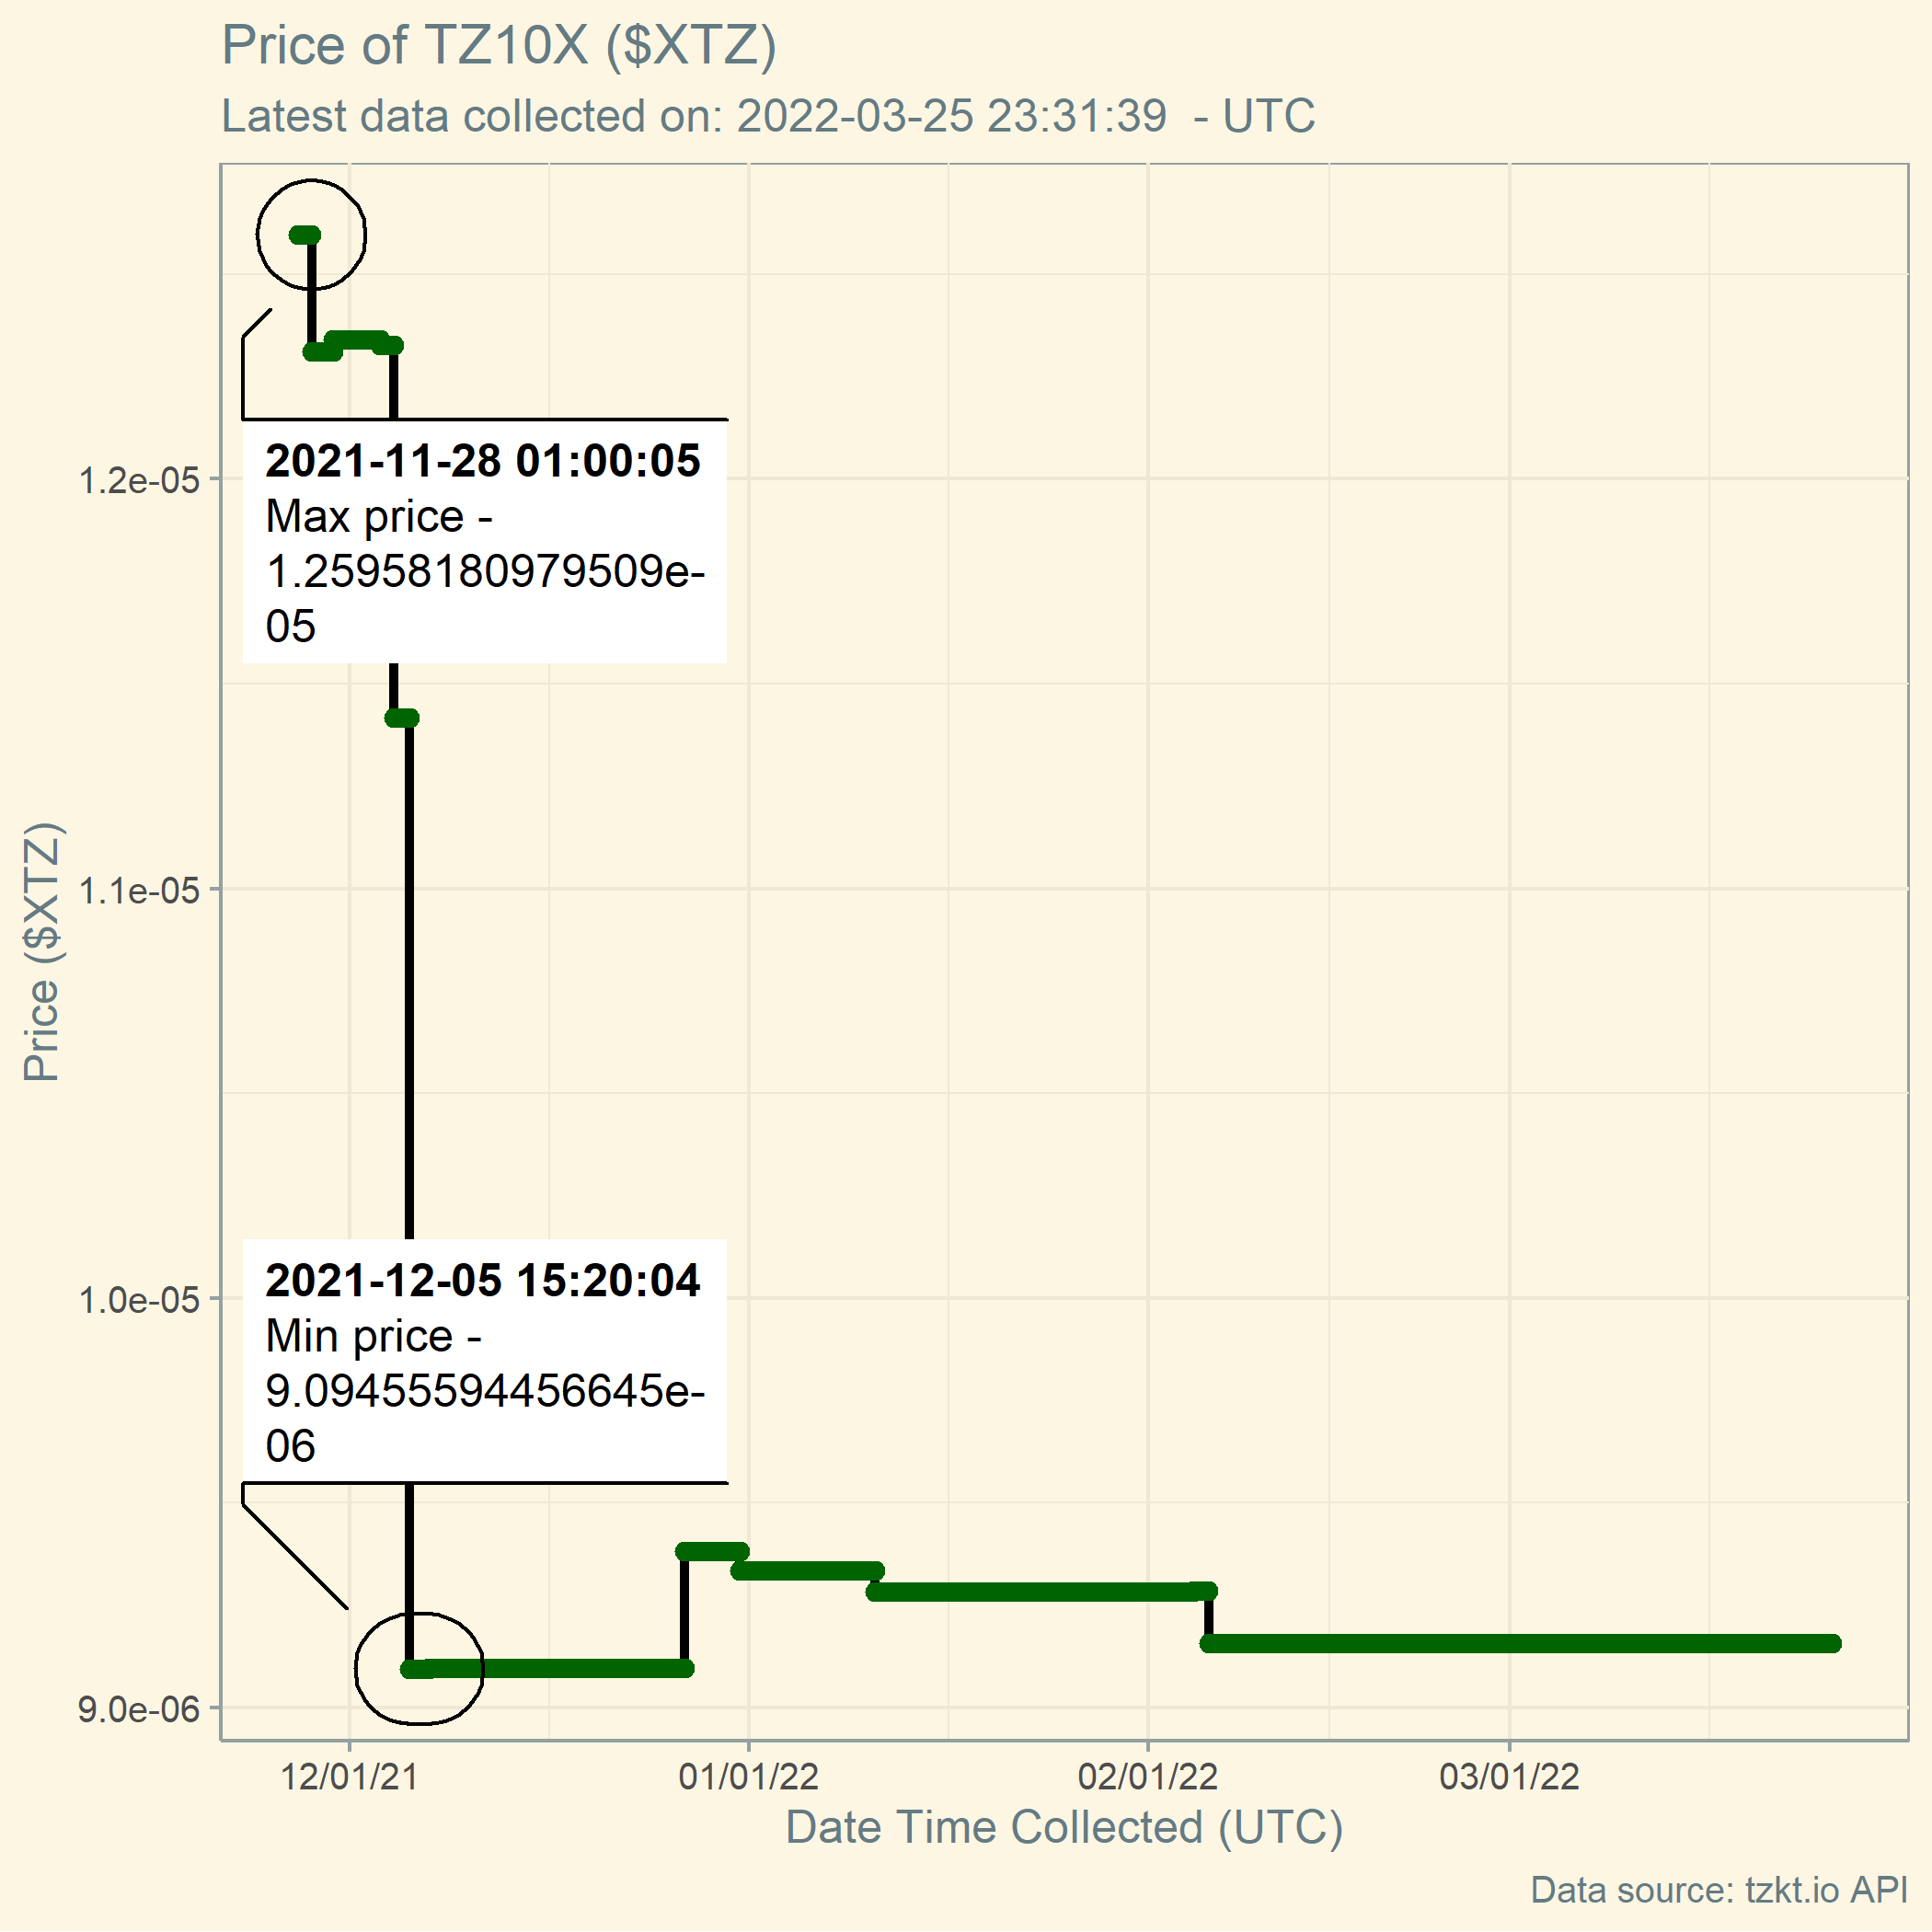 Price of TZ10X ($XTZ)
Latest data collected on: 2022-03-25 23:31:39  - UTC
2021-11-28 01:00:05
Max price -
1.25958180979509e-
05
2021-12-05 15:20:04
Min price -
9.09455594456645e-
06
Price ($XTZ)
1.2e-05
1.1e-05
1.0e-05
9.0e-06
12/01/21
01/01/22
02/01/22
03/01/22
Date Time Collected (UTC)
Data source: tzkt.io API